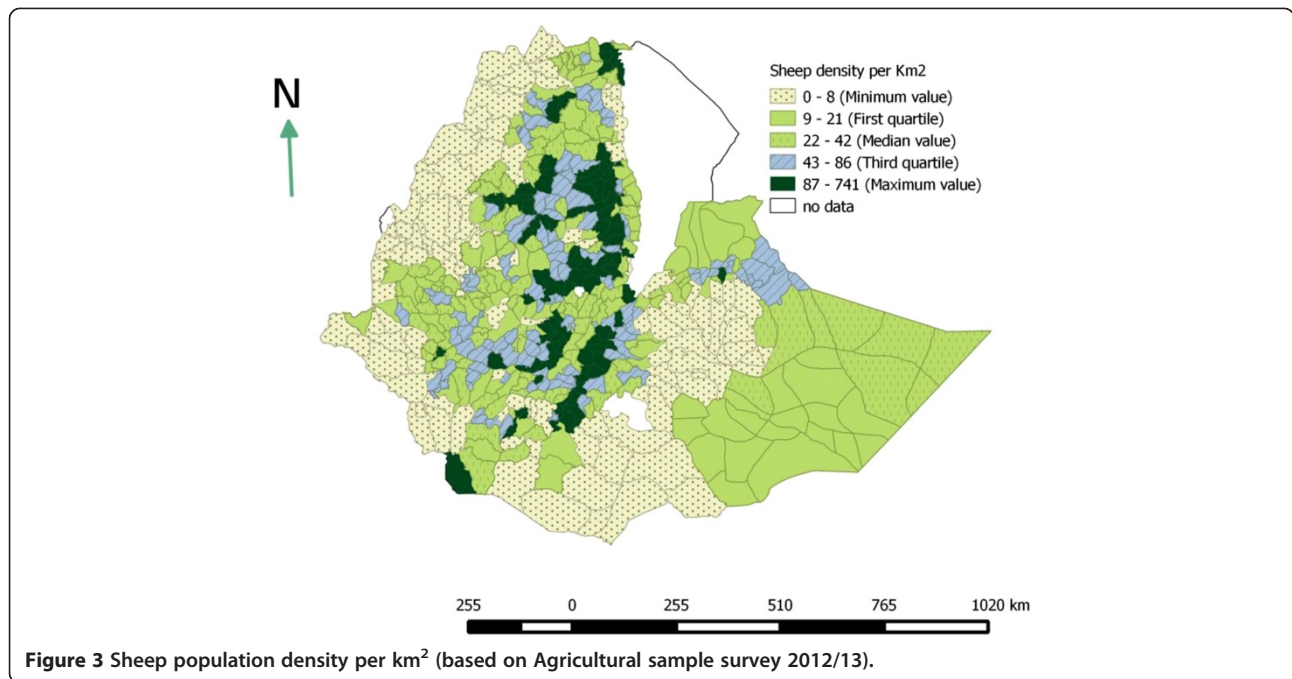 N
Sheep density per Km2
0 - 8 (Minimum value)
9 - 21 (First quartile)
22 - 42 (Median value)
43 - 86 (Third quartile)
87 - 741 (Maximum value)
no data
255 0 255 510 765 1020 km
Figure 3 Sheep population density per km² (based on Agricultural sample survey 2012/13).